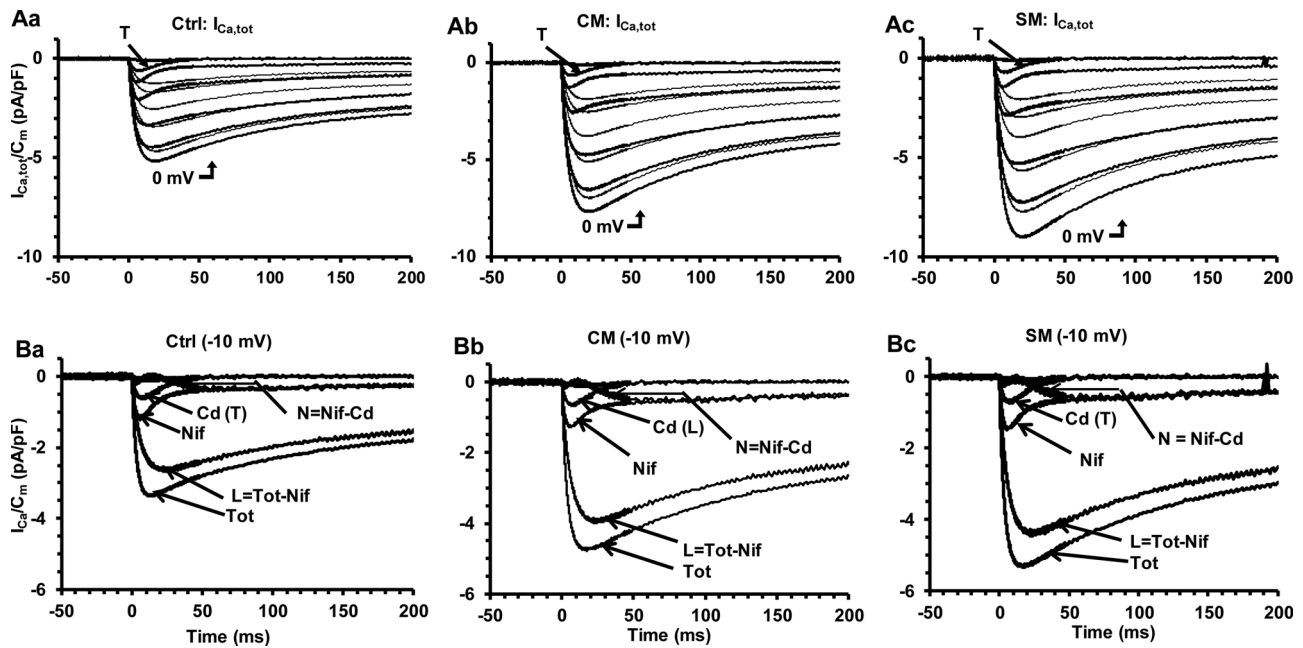 Aa Ctrl: ICa,tot
T
0
-5
-10
ICa,tot/Cm (pA/pF)
0 mV
-50 0 50 100 150 200
Ab CM: ICa,tot
T
0
-5
-10
0 mV
-50 0 50 100 150 200
Ac SM: ICa,tot
T
0
-5
-10
0 mV
-50 0 50 100 150 200
Ba Ctrl (-10 mV)
0
-2
-4
-6
ICa/Cm (pA/pF)
Cd (T)
N=Nif-Cd
Nif
L=Tot-Nif
Tot
-50 0 50 100 150 200
Time (ms)
Bb CM (-10 mV)
0
-2
-4
-6
Cd (L)
N=Nif-Cd
Nif
L=Tot-Nif
Tot
-50 0 50 100 150 200
Time (ms)
Bc SM (-10 mV)
0
-2
-4
-6
Cd (T)
N = Nif-Cd
Nif
L=Tot-Nif
Tot
-50 0 50 100 150 200
Time (ms)